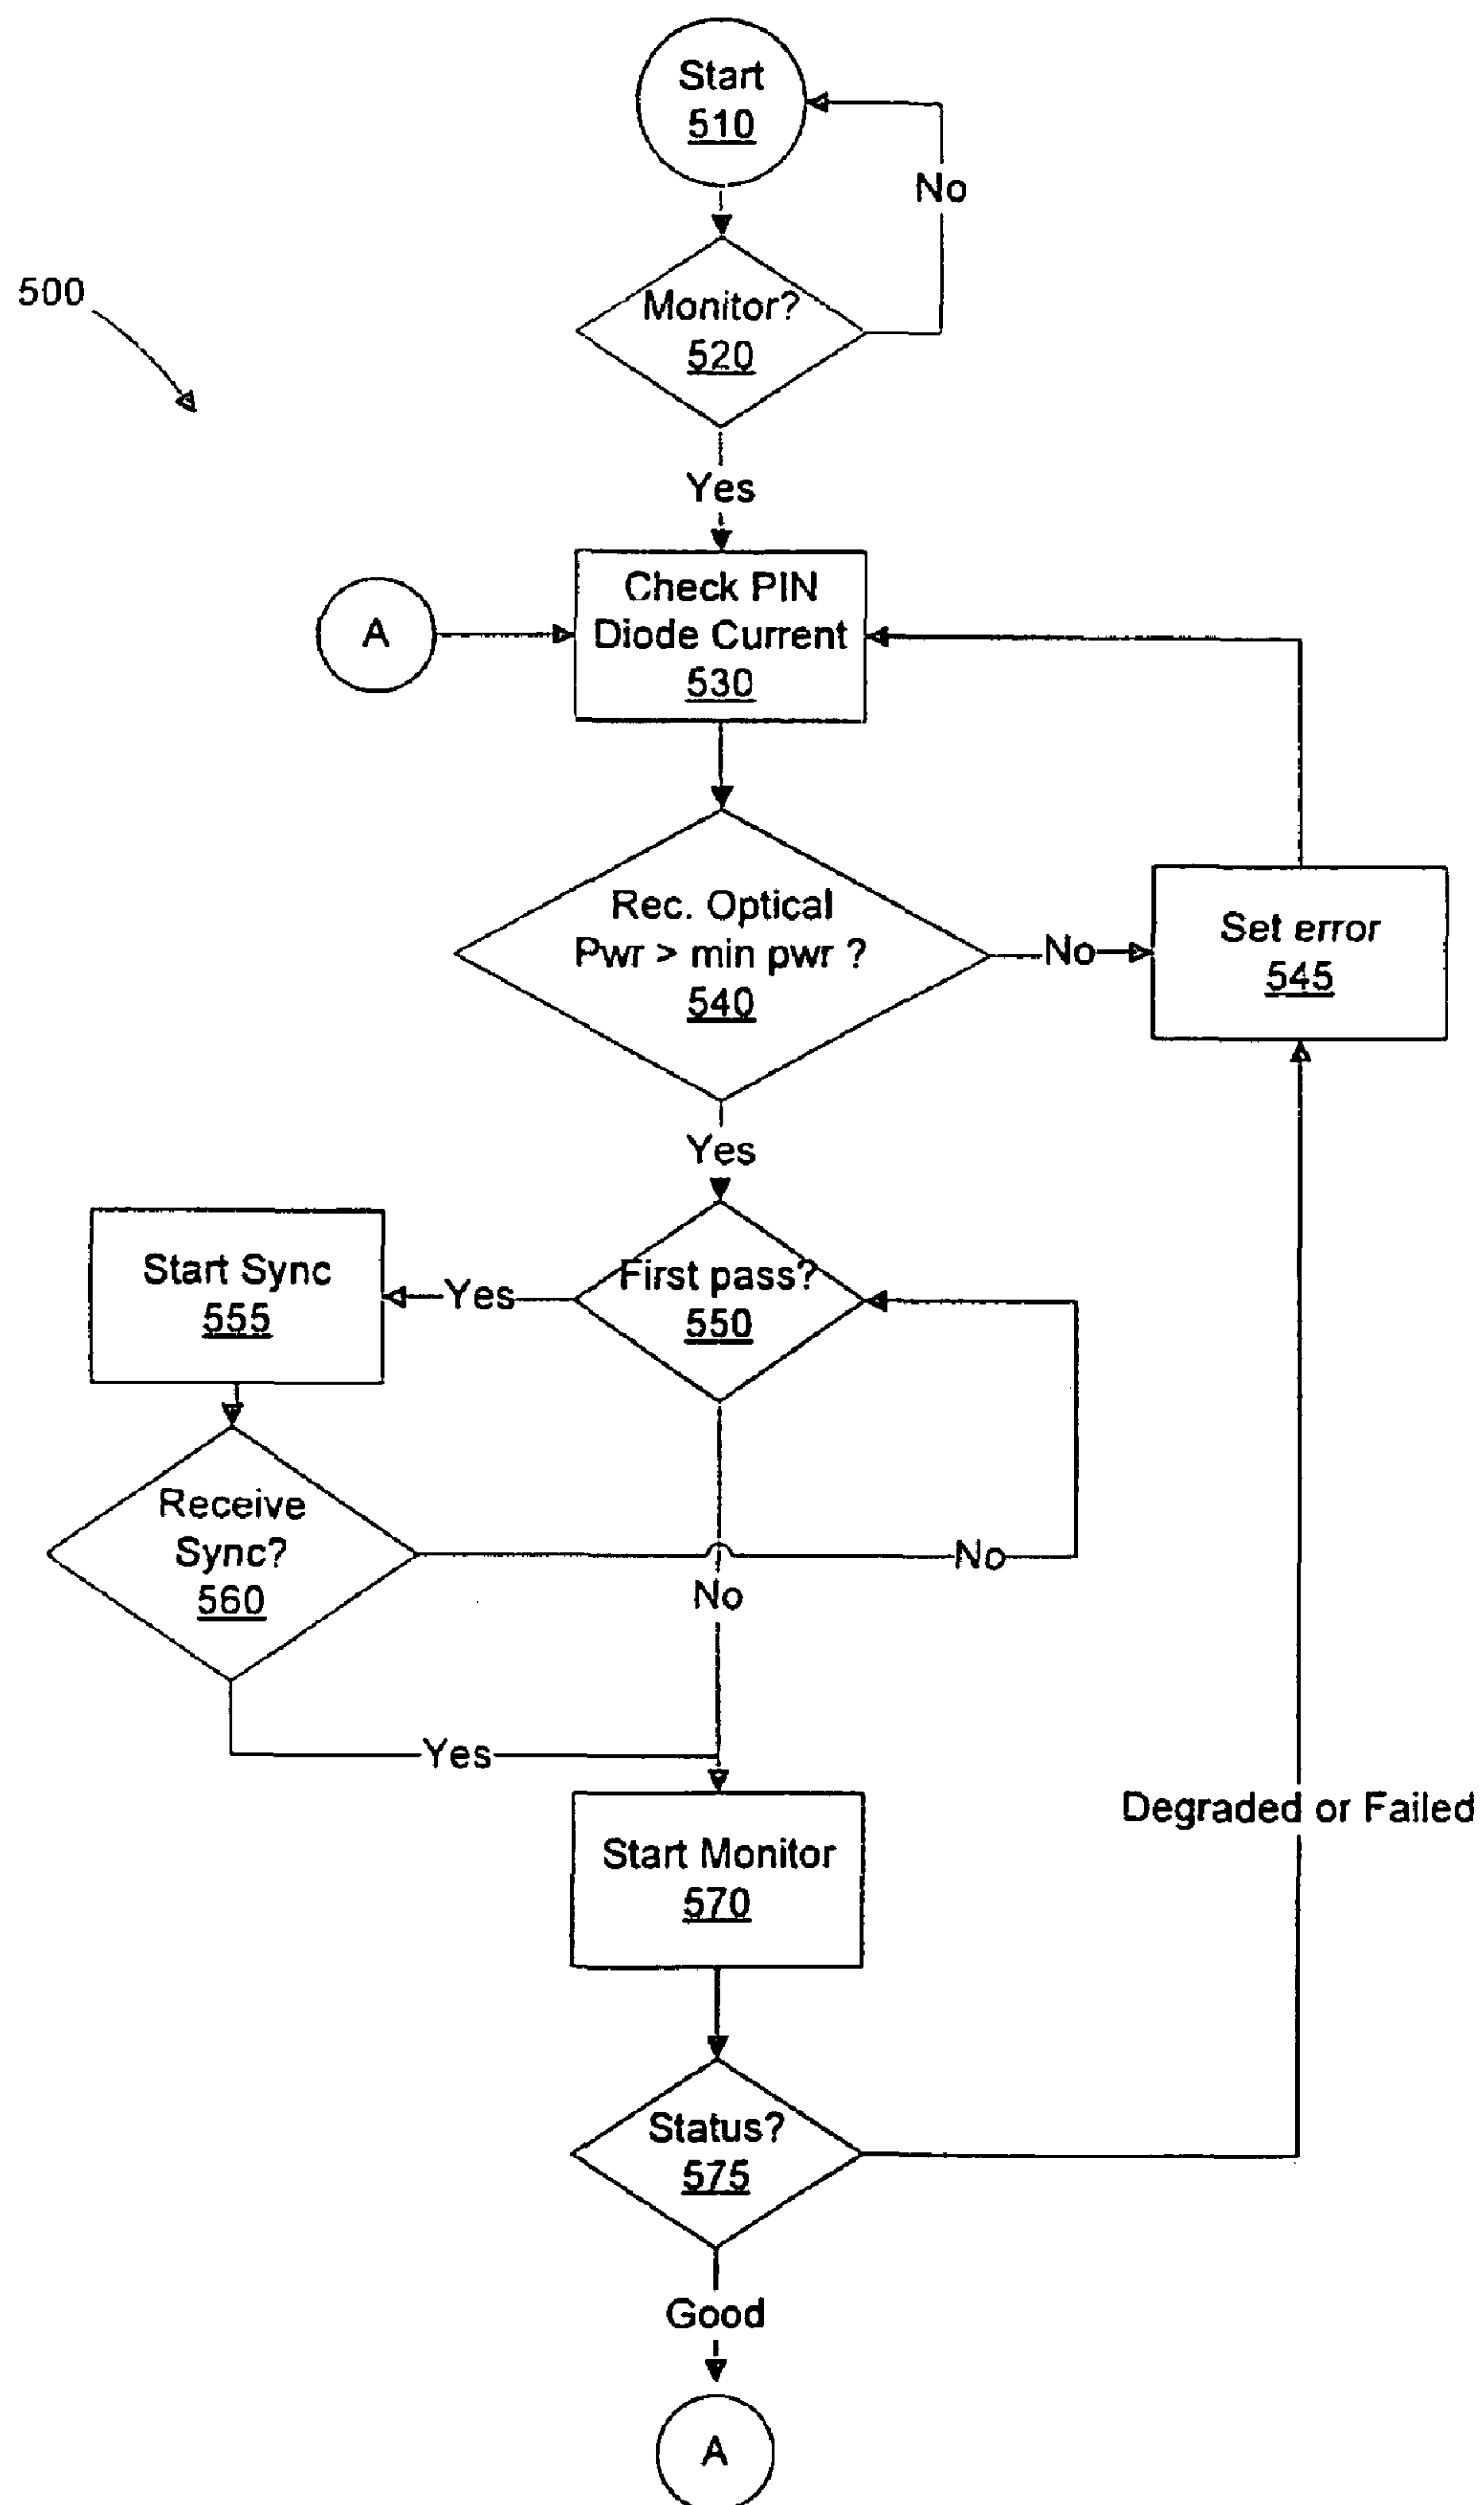 Start
510
No
500
Monitor?
520
Yes
Check PIN
Diode Current
530
A
Rec. Optical
Pwr > min pwr ?
540
No
Set error
545
Yes
Start Sync
555
Yes
First pass?
550
Receive
Sync?
560
No
No
Yes
Degraded or Failed
Start Monitor
570
Status?
575
Good
A